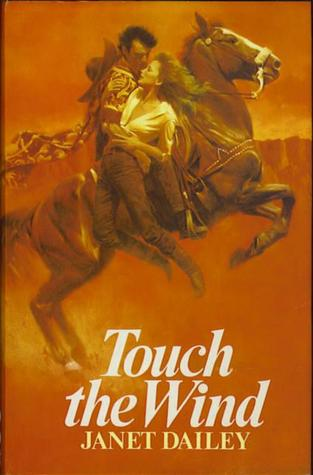 Touch
the Wind
JANET DAILEY